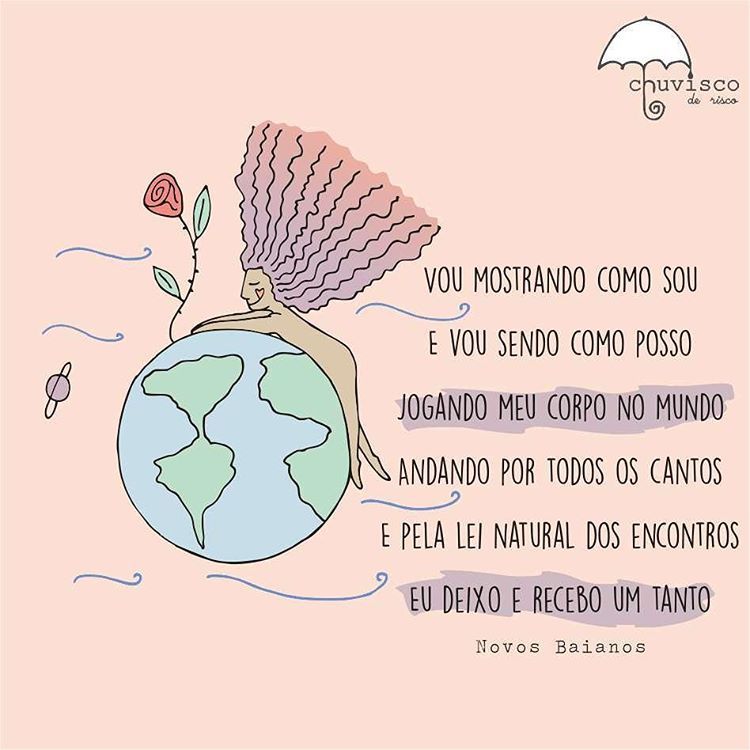 chuvisco
de risco
VOU MOSTRANDO COMO SOU
E VOU SENDO COMO POSSO
JOGANDO MEU CORPO NO MUNDO
ANDANDO POR TODOS OS CANTOS
E PELA LEI NATURAL DOS ENCONTROS
EU DEIXO E RECEBO UM TANTO
Novos Baianos